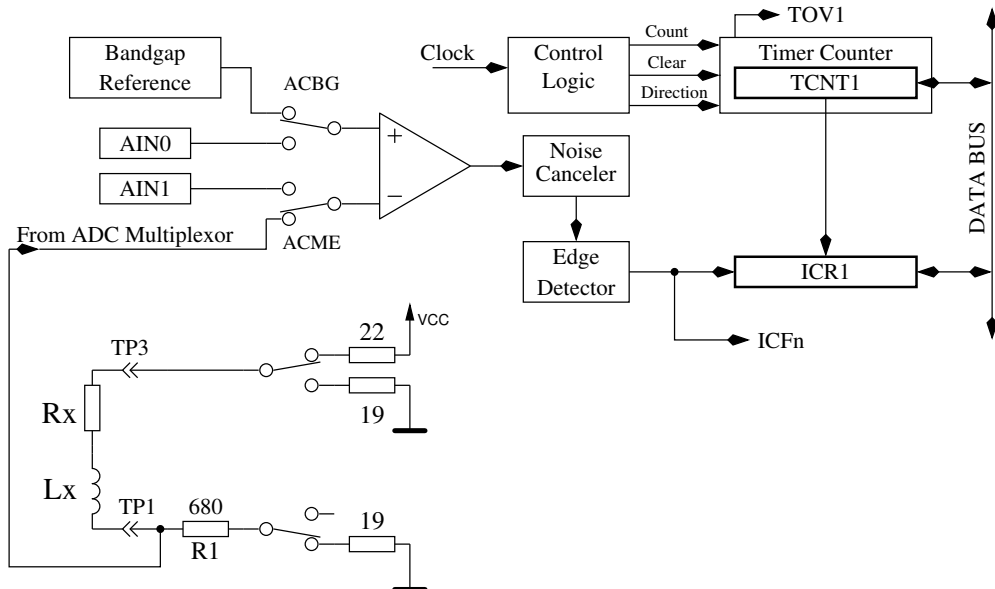 Bandgap
Reference
ACBG
AIN0
AIN1
ACME
From ADC Multiplexor
+
−
Clock
Control
Logic
Count
Clear
Direction
TOV1
Timer Counter
TCNT1
Noise
Canceler
Edge
Detector
ICR1
ICFn
DATA BUS
TP3
22
VCC
19
Rx
Lx
TP1
680
R1
19